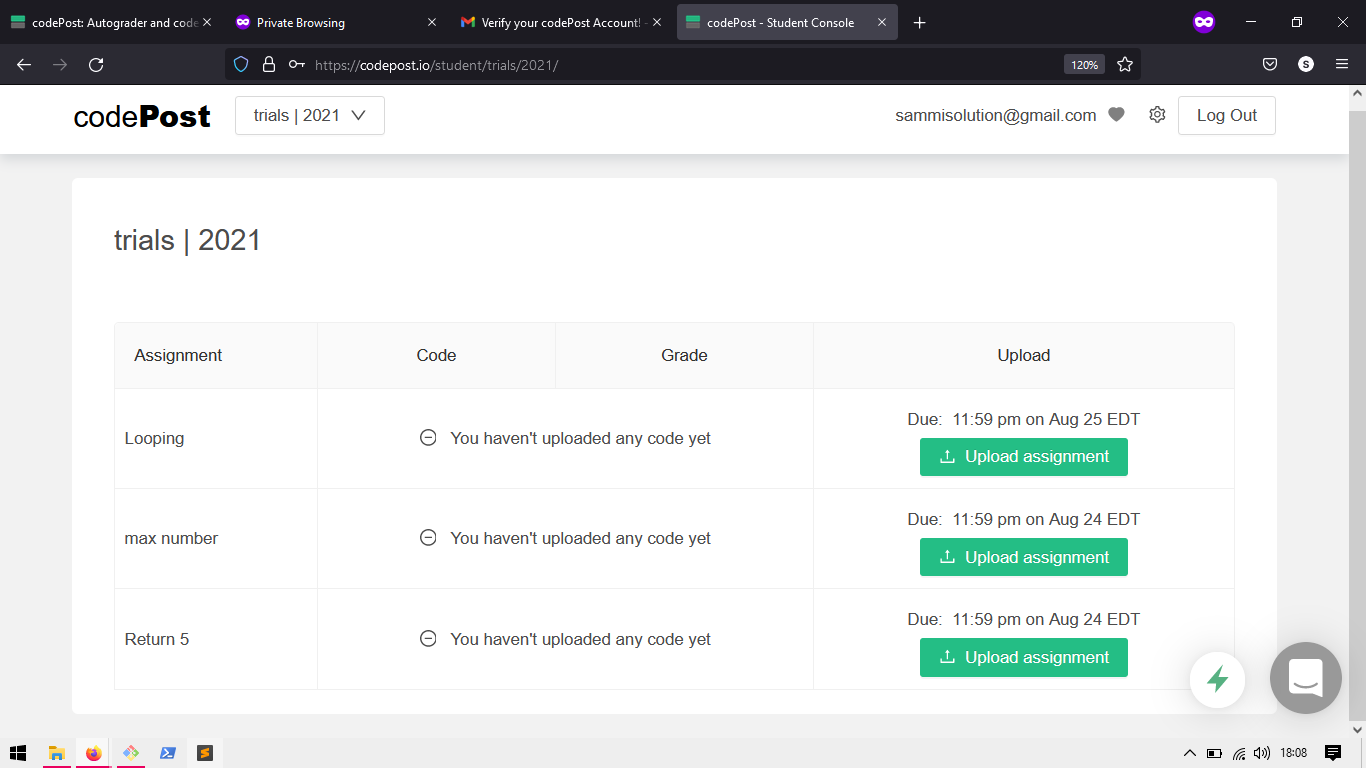 codePost: Autograder and code
Private Browsing
Verify your codePost Account! -
codePost - Student Console
https://codepost.io/student/trials/2021/
120%
S
codePost
trials | 2021
sammisolution@gmail.com
Log Out
trials | 2021
Assignment Code Grade Upload
Looping
You haven't uploaded any code yet
Due: 11:59 pm on Aug 25 EDT
Upload assignment
max number
You haven't uploaded any code yet
Due: 11:59 pm on Aug 24 EDT
Upload assignment
Return 5
You haven't uploaded any code yet
Due: 11:59 pm on Aug 24 EDT
Upload assignment
18:08